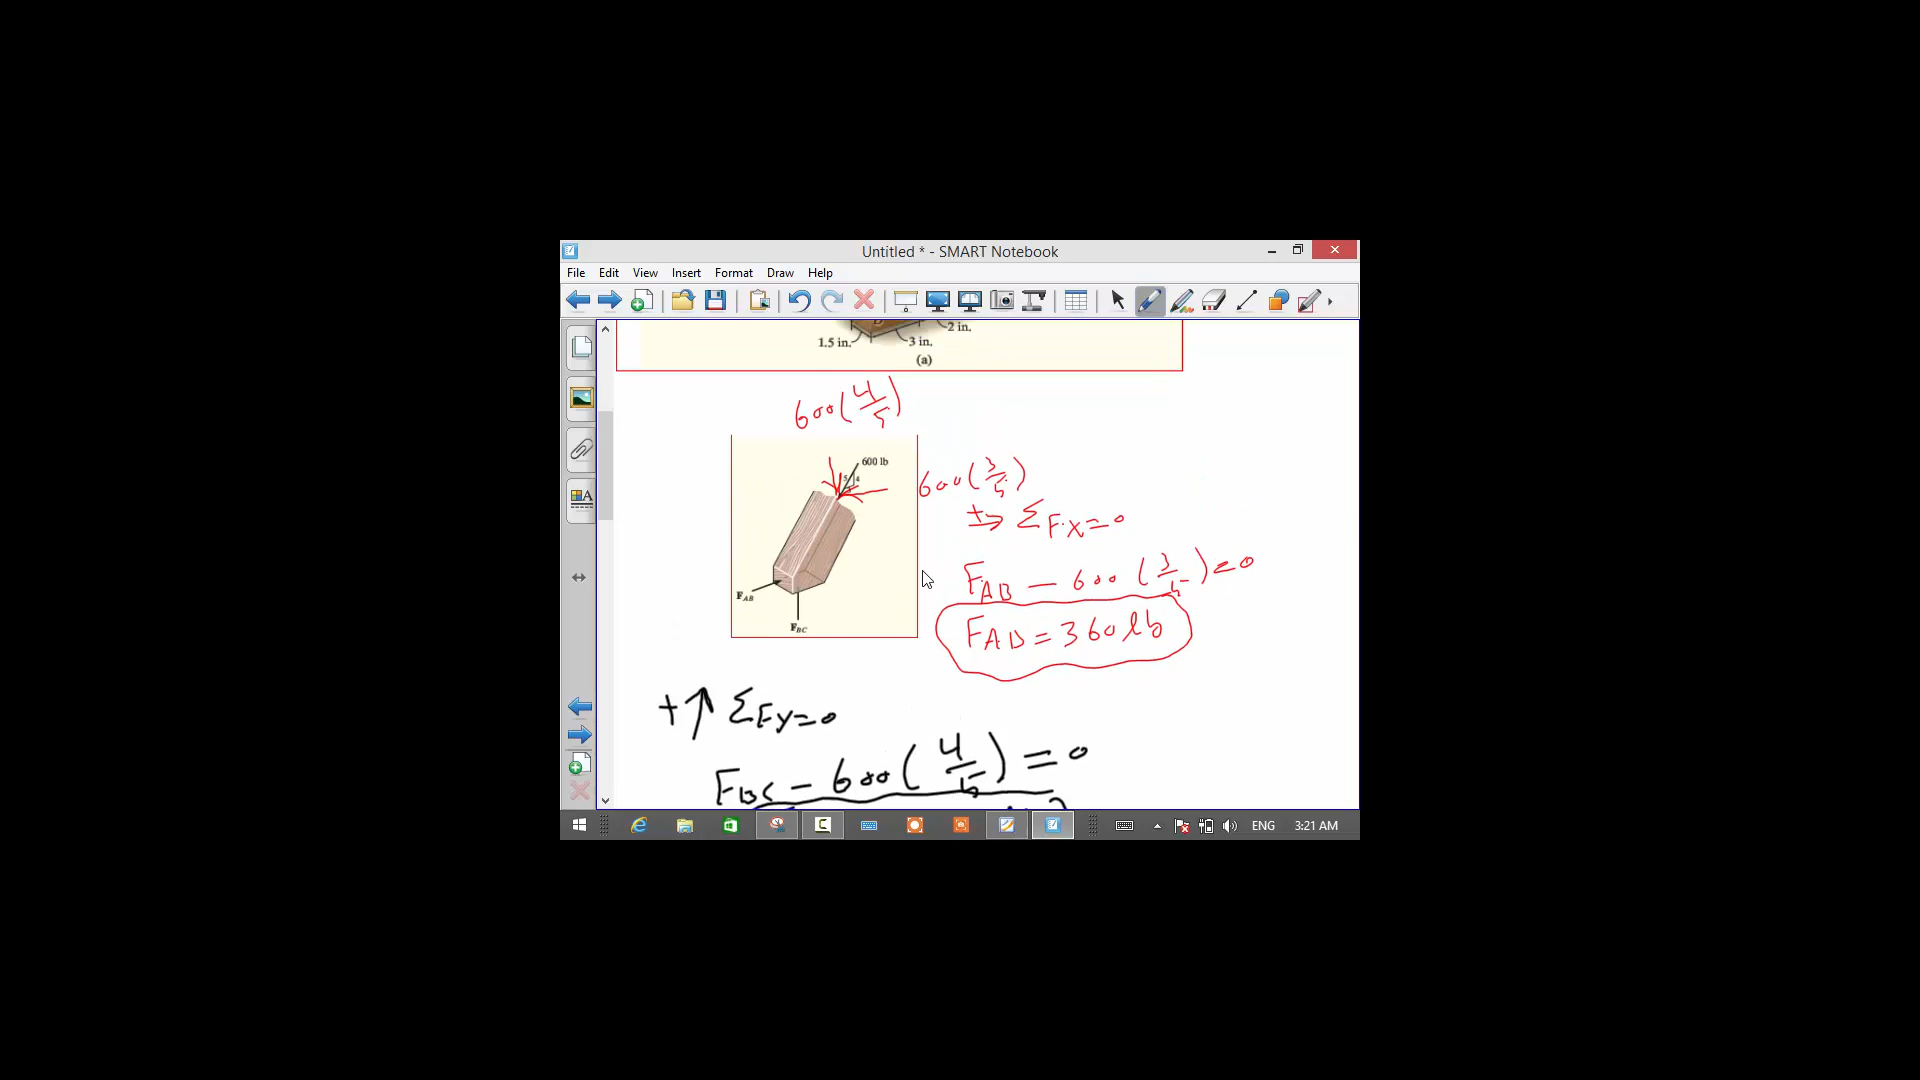 Untitled * - SMART Notebook
File Edit View Insert Format Draw Help
2 in.
1.5 in.
3 in.
(a)
600(4/5)
600 lb
5
4
600(3/5)
+→ ΣFx=0
FAB — 600(3/5)=0
FAB
FAB = 360 lb
FBC
+↑ ΣFy=0
FBC — 600(4/5)=0
ENG 3:21 AM